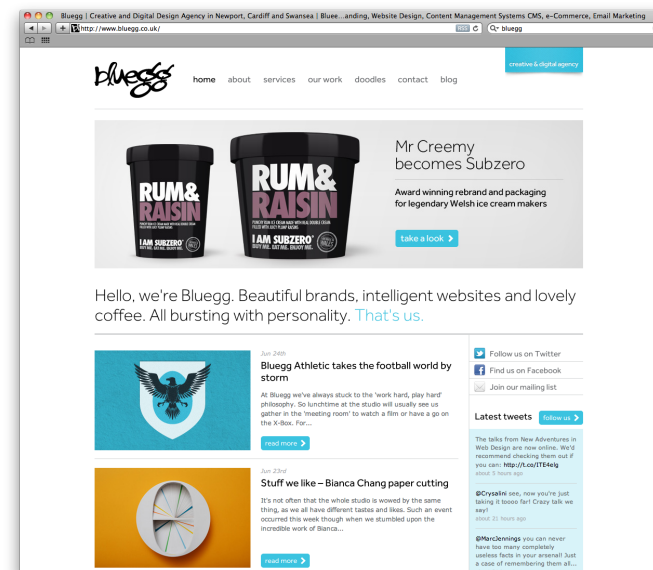 Bluegg | Creative and Digital Design Agency in Newport, Cardiff and Swansea | Bluee...anding, Website Design, Content Management Systems CMS, e-Commerce, Email Marketing
http://www.bluegg.co.uk/
RSS
bluegg
creative & digital agency
bluegg
home about services our work doodles contact blog
Mr Creemy
becomes Subzero
Award winning rebrand and packaging
for legendary Welsh ice cream makers
take a look
RUM&
RAISIN
I AM SUBZERO
BUY ME. EAT ME. ENJOY ME.
RUM&
RAISIN
I AM SUBZERO
BUY ME. EAT ME. ENJOY ME.
Hello, we're Bluegg. Beautiful brands, intelligent websites and lovely
coffee. All bursting with personality. That's us.
Jun 24th
Bluegg Athletic takes the football world by
storm
At Bluegg we've always stuck to the 'work hard, play hard'
philosophy. So lunchtime at the studio will usually see us
gather in the 'meeting room' to watch a film or have a go on
the X-Box. For...
read more
Jun 23rd
Stuff we like – Bianca Chang paper cutting
It's not often that the whole studio is wowed by the same
thing, as we all have different tastes and likes. Such an event
occurred this week though when we stumbled upon the
incredible work of Bianca...
read more
Follow us on Twitter
Find us on Facebook
Join our mailing list
Latest tweets
follow us
The talks from New Adventures in
Web Design are now online. We'd
recommend checking them out if
you can: http://t.co/ITE4elg
about 5 hours ago
@Crysalini see, now you're just
taking it toooo far! Crazy talk we
say!
about 21 hours ago
@MarcJennings you can never
have too many completely
useless facts in your arsenal! Just
a case of remembering them all...